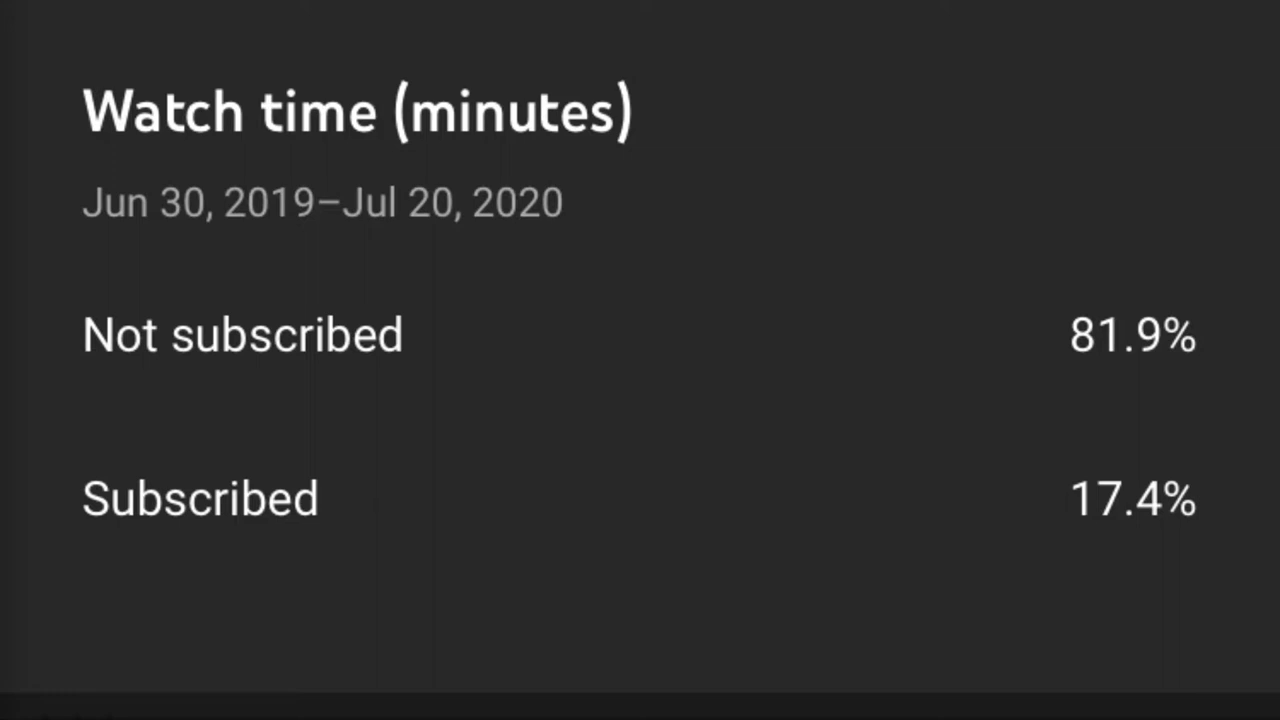 Watch time (minutes)
Jun 30, 2019–Jul 20, 2020
Not subscribed 81.9%
Subscribed 17.4%